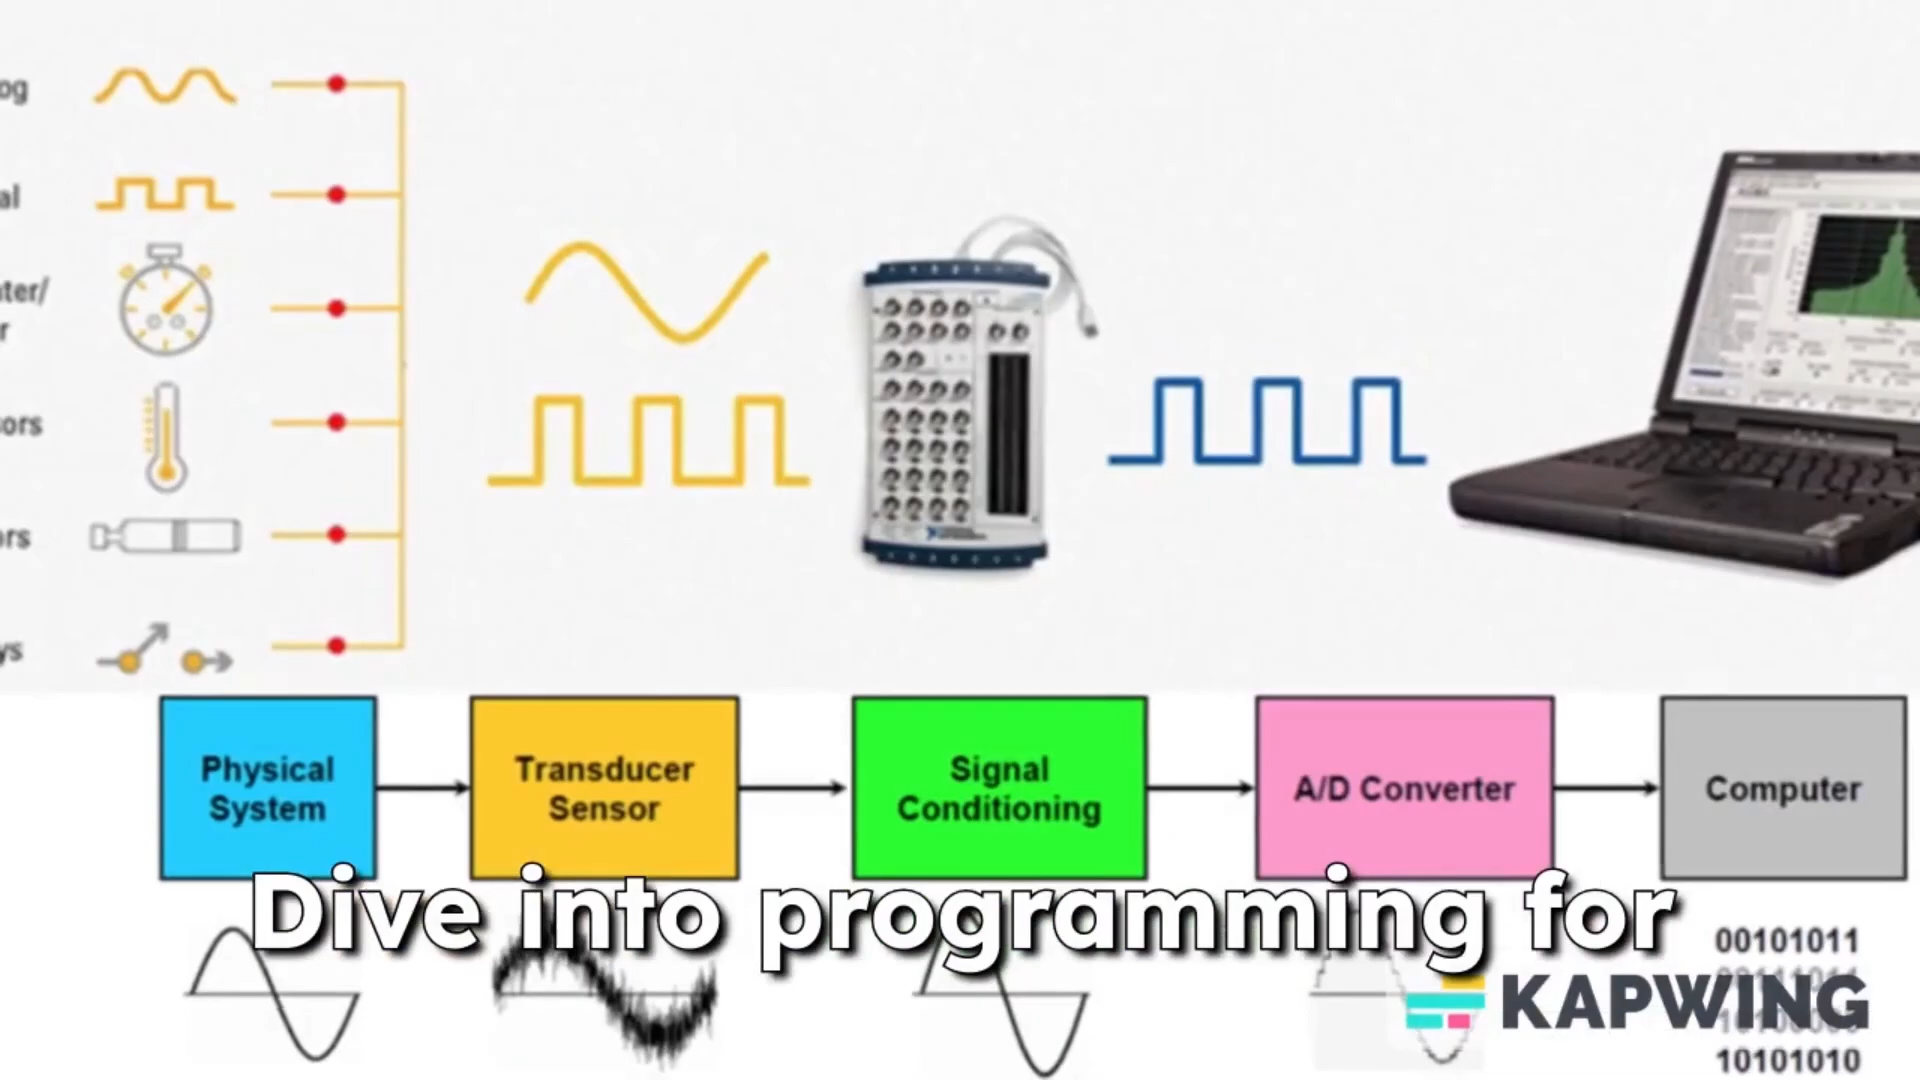 og
al
ter/
r
ors
ors
ys
Physical
System
Transducer
Sensor
Signal
Conditioning
A/D Converter
Computer
Dive into programming for
00101011
KAPWING
10101010